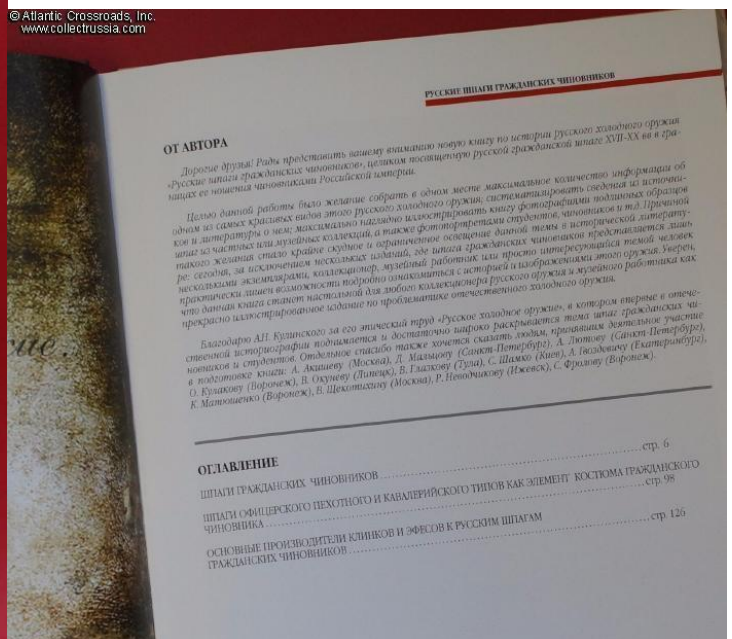 © Atlantic Crossroads, Inc.
www.collectrussia.com
РУССКИЕ ШПАГИ ГРАЖДАНСКИХ ЧИНОВНИКОВ
ОТ АВТОРА
Дорогие друзья! Рады представить вашему вниманию новую книгу по истории русского холодного оружия
«Русские шпаги гражданских чиновников», целиком посвященную русской гражданской шпаге XVII-XX вв в гра-
ницах ее ношения чиновниками Российской империи.
Целью данной работы было желание собрать в одном месте максимальное количество информации об
одном из самых красивых видов этого русского холодного оружия, систематизировать сведения из источни-
ков и литературы о нем; максимально наглядно иллюстрировать книгу фотографиями подлинных образцов
шпаг из частных или музейных коллекций, а также фотопортретами студентов, чиновников и т.д. Причиной
такого желания стало крайне скудное и ограниченное освещение данной темы в исторической литерату-
ре: сегодня, за исключением нескольких изданий, где шпага гражданских чиновников представляется лишь
несколькими экземплярами, коллекционер, музейный работник или просто интересующийся темой человек
практически лишен возможности подробно ознакомиться с историей и изображениями этого оружия. Уверен,
что данная книга станет настольной для любого коллекционера русского оружия и музейного работника как
прекрасно иллюстрированное издание по проблематике отечественного холодного оружия.
Благодарю А.Н. Кулинского за его эпический труд «Русское холодное оружие», в котором впервые в отече-
ственной историографии поднимается и достаточно широко раскрывается тема шпаг гражданских чи-
новников и студентов. Отдельное спасибо также хочется сказать людям, принявшим деятельное участие
в подготовке книги: А. Акишеву (Москва), Д. Мальцову (Санкт-Петербург), А. Лютову (Санкт-Петербург),
О. Кулакову (Воронеж), В. Окуневу (Липецк), В. Глазкову (Тула), С. Шамко (Киев), А. Гвоздовичу (Екатеринбург),
К. Матюшенко (Воронеж), В. Щекотихину (Москва), Р. Неводчикову (Ижевск), С. Фролову (Воронеж).
ОГЛАВЛЕНИЕ
ШПАГИ ГРАЖДАНСКИХ ЧИНОВНИКОВ ... стр. 6
ШПАГИ ОФИЦЕРСКОГО ПЕХОТНОГО И КАВАЛЕРИЙСКОГО ТИПОВ КАК ЭЛЕМЕНТ КОСТЮМА ГРАЖДАНСКОГО
ЧИНОВНИКА ... стр. 98
ОСНОВНЫЕ ПРОИЗВОДИТЕЛИ КЛИНКОВ И ЭФЕСОВ К РУССКИМ ШПАГАМ
ГРАЖДАНСКИХ ЧИНОВНИКОВ ... стр. 126